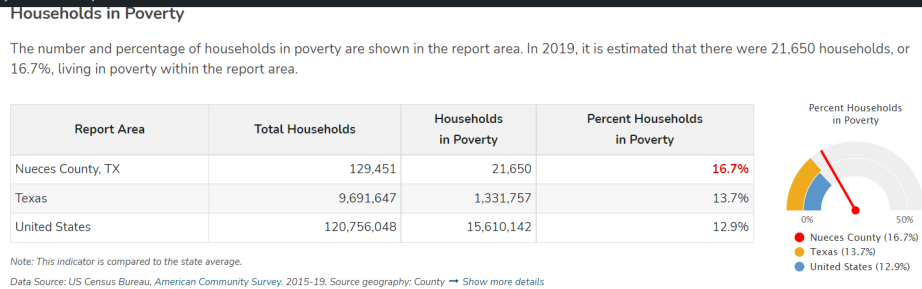 Households in Poverty
The number and percentage of households in poverty are shown in the report area. In 2019, it is estimated that there were 21,650 households, or
16.7%, living in poverty within the report area.
Report Area Total Households Households in Poverty Percent Households in Poverty
Nueces County, TX 129,451 21,650 16.7%
Texas 9,691,647 1,331,757 13.7%
United States 120,756,048 15,610,142 12.9%
Note: This indicator is compared to the state average.
Data Source: US Census Bureau, American Community Survey. 2015-19. Source geography: County → Show more details
Percent Households
in Poverty
0% 50%
Nueces County (16.7%)
Texas (13.7%)
United States (12.9%)